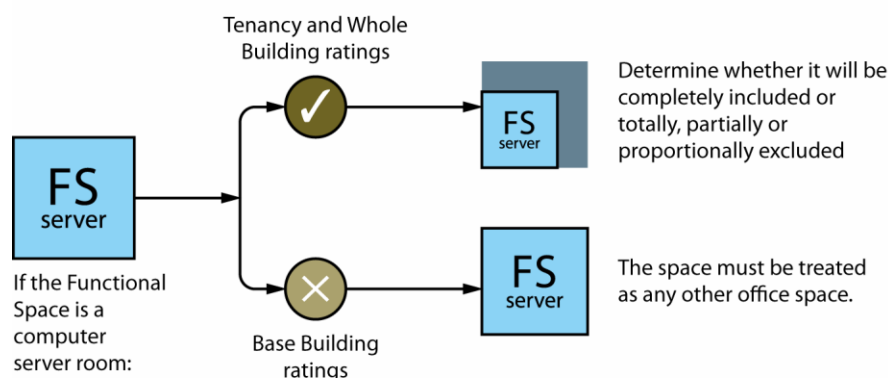 Tenancy and Whole
Building ratings
Determine whether it will be
completely included or
totally, partially or
proportionally excluded
FS
server
FS
server
If the Functional
Space is a
computer
server room:
Base Building
ratings
FS
server
The space must be treated
as any other office space.